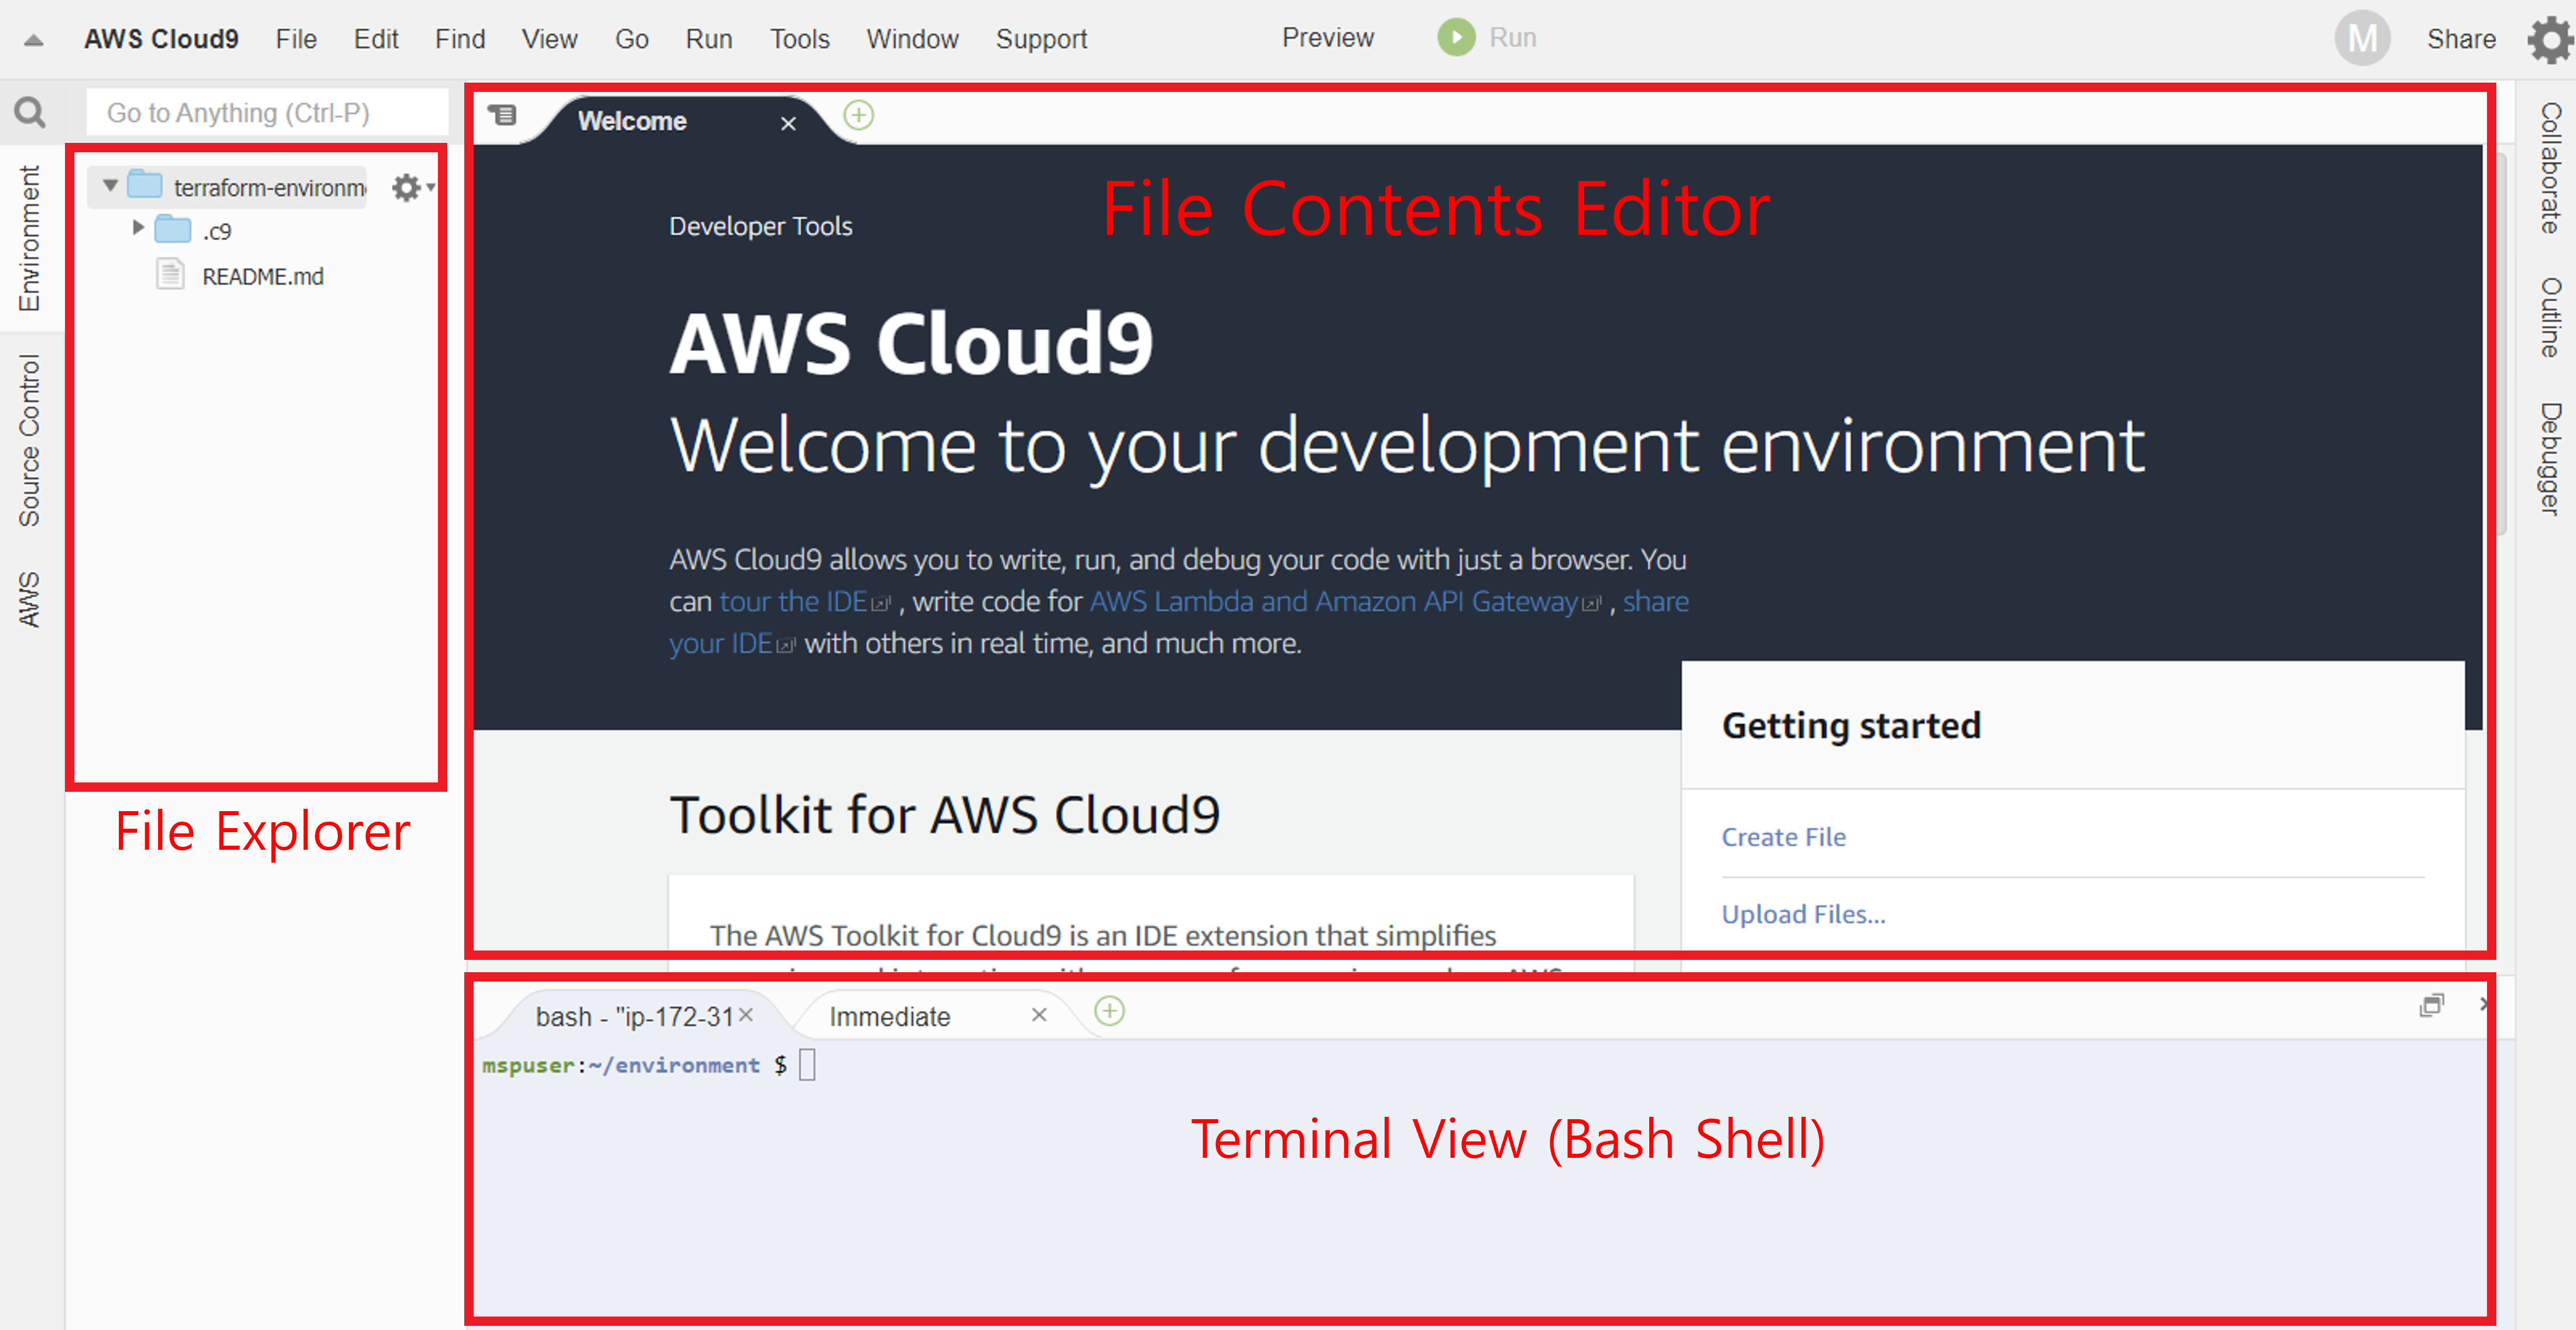 AWS Cloud9 File Edit Find View Go Run Tools Window Support Preview Run M Share
Go to Anything (Ctrl-P)
Environment
Source Control
AWS
terraform-environm
.c9
README.md
File Explorer
Welcome
File Contents Editor
Developer Tools
AWS Cloud9
Welcome to your development environment
AWS Cloud9 allows you to write, run, and debug your code with just a browser. You
can tour the IDE , write code for AWS Lambda and Amazon API Gateway , share
your IDE with others in real time, and much more.
Getting started
Create File
Upload Files...
Toolkit for AWS Cloud9
The AWS Toolkit for Cloud9 is an IDE extension that simplifies
bash - "ip-172-31 Immediate
mspuser:~/environment $
Terminal View (Bash Shell)
Collaborate
Outline
Debugger